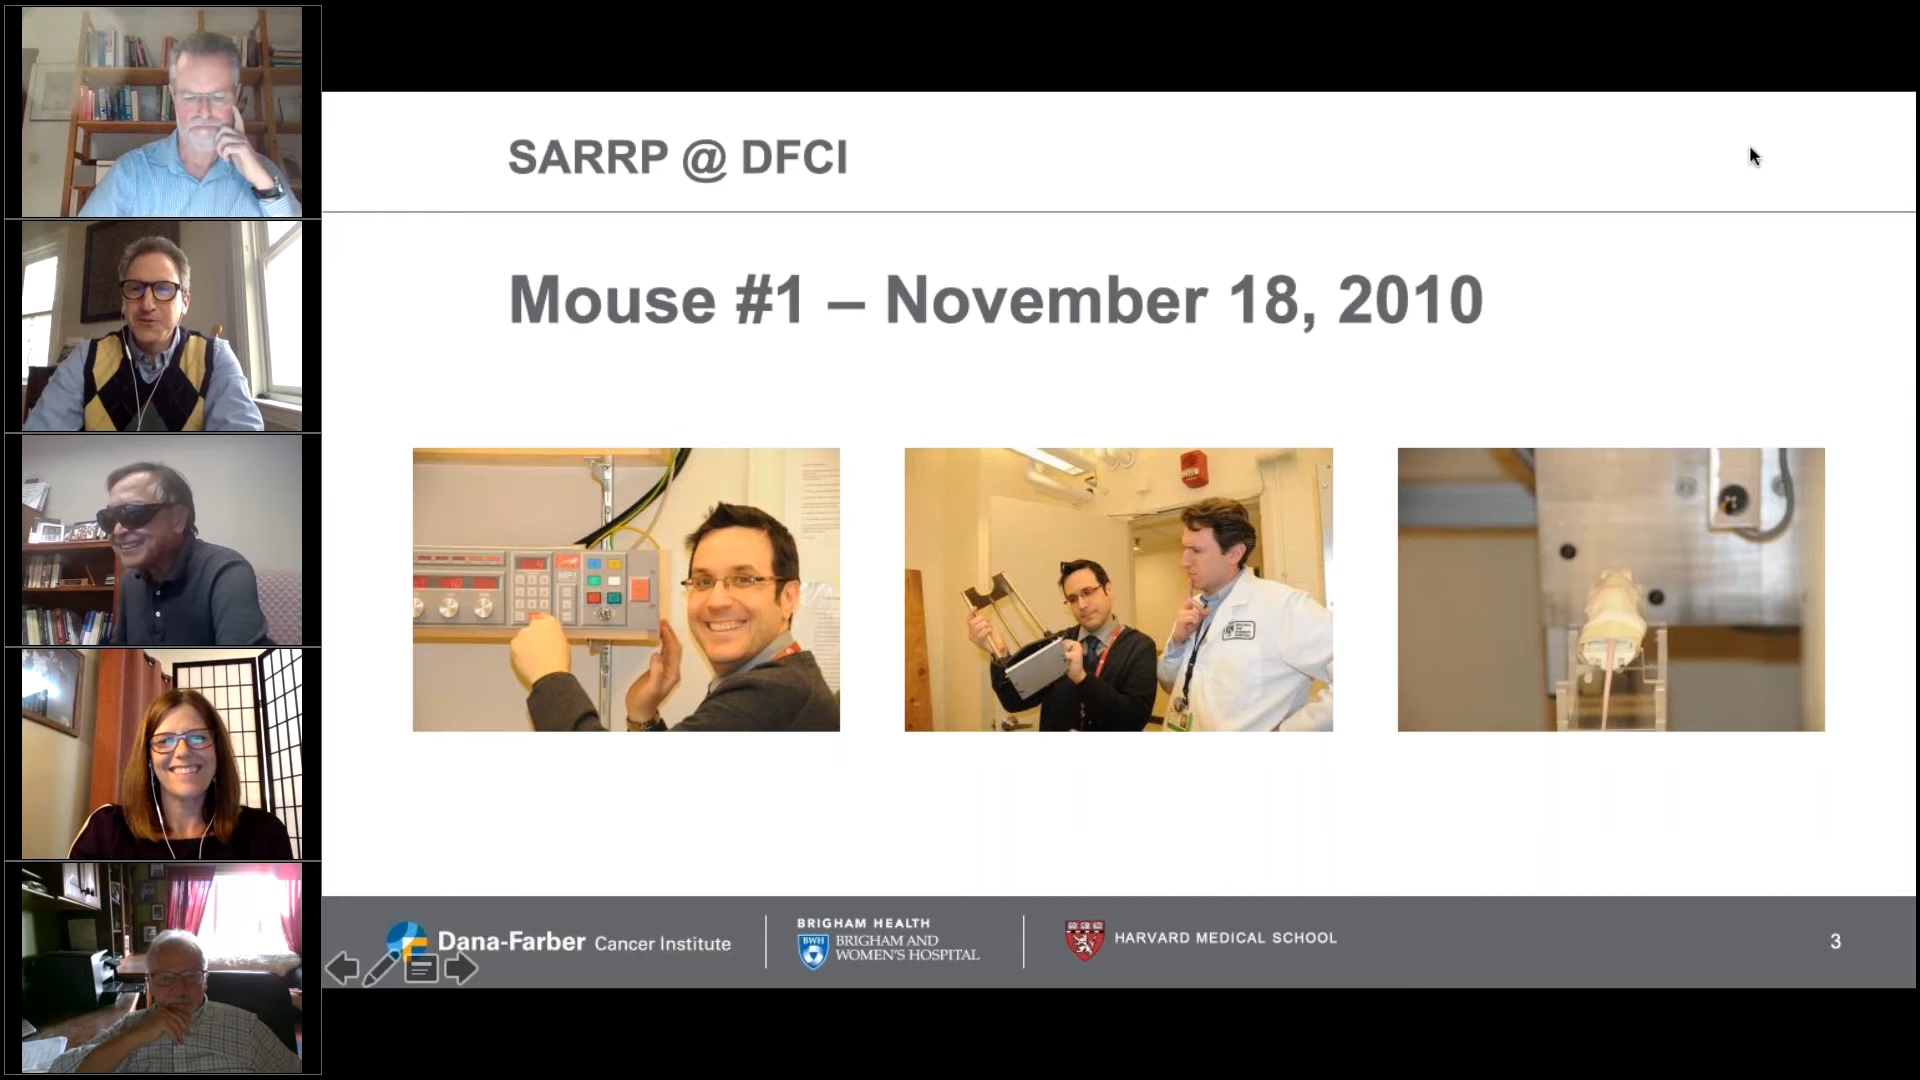 SARRP @ DFCI
Mouse #1 – November 18, 2010
Dana-Farber Cancer Institute
BRIGHAM HEALTH
BWH
BRIGHAM AND
WOMEN'S HOSPITAL
HARVARD MEDICAL SCHOOL
3